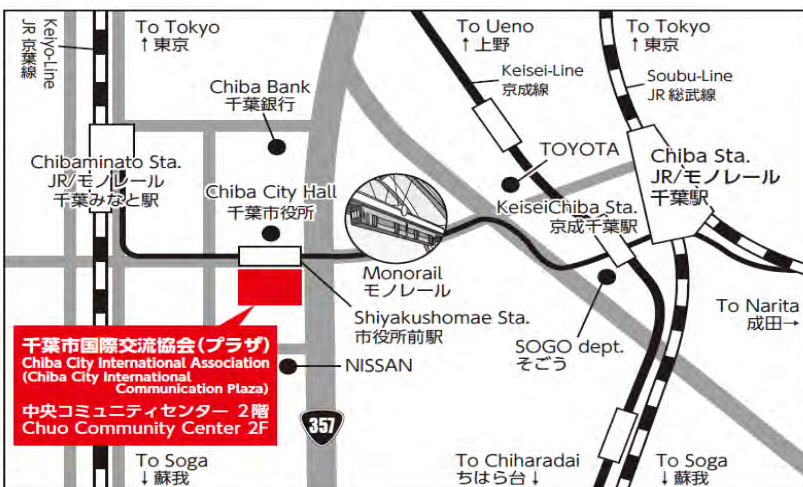 To Tokyo
↑東京
Keiyo-Line
JR 京葉線
To Ueno
↑上野
To Tokyo
↑東京
Keisei-Line
京成線
Soubu-Line
JR 総武線
Chiba Bank
千葉銀行
TOYOTA
Chibaminato Sta.
JR/モノレール
千葉みなと駅
Chiba City Hall
千葉市役所
Chiba Sta.
JR/モノレール
千葉駅
KeiseiChiba Sta.
京成千葉駅
Monorail
モノレール
Shiyakushomae Sta.
市役所前駅
To Narita
成田→
SOGO dept.
そごう
千葉市国際交流協会(プラザ)
Chiba City International Association
(Chiba City International
Communication Plaza)
中央コミュニティセンター 2階
Chuo Community Center 2F
NISSAN
357
To Soga
↓蘇我
To Chiharadai
ちはら台↓
To Soga
↓蘇我